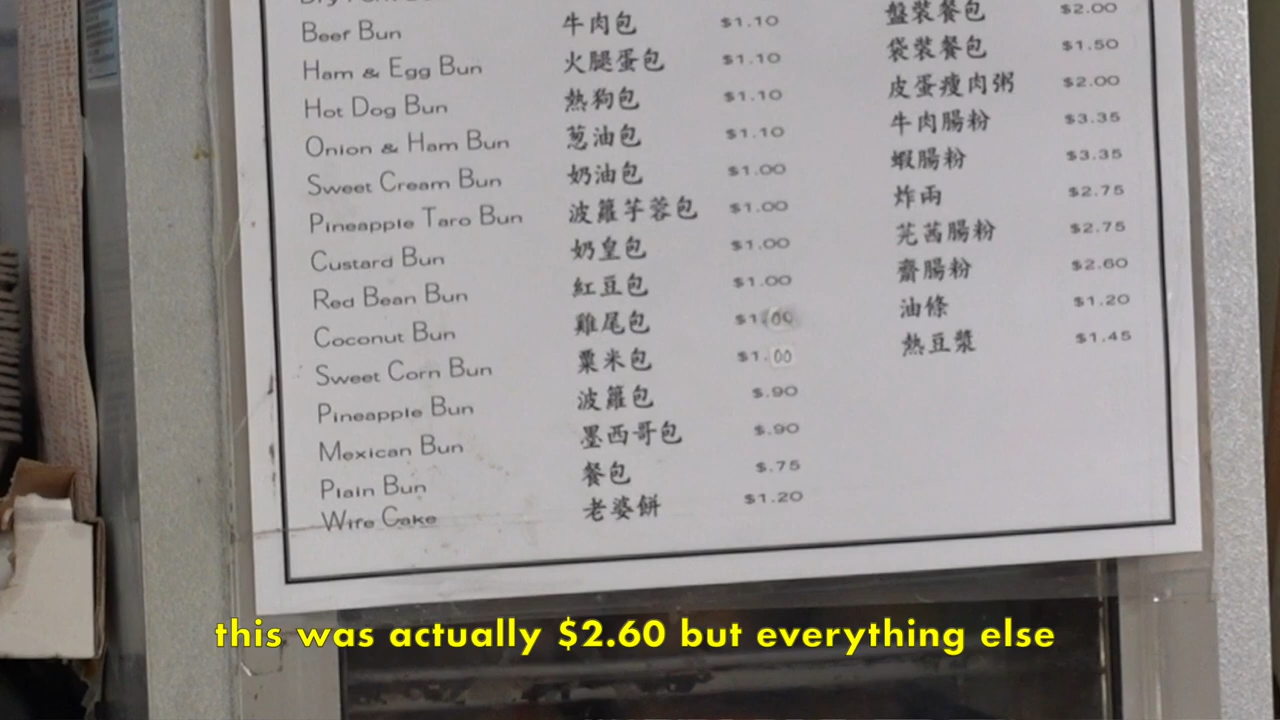 Beef Bun 牛肉包 $1.10
Ham & Egg Bun 火腿蛋包 $1.10
Hot Dog Bun 熱狗包 $1.10
Onion & Ham Bun 葱油包 $1.10
Sweet Cream Bun 奶油包 $1.00
Pineapple Taro Bun 波籮芋蓉包 $1.00
Custard Bun 奶皇包 $1.00
Red Bean Bun 紅豆包 $1.00
Coconut Bun 雞尾包 $1.00
Sweet Corn Bun 粟米包 $1.00
Pineapple Bun 波籮包 $.90
Mexican Bun 墨西哥包 $.90
Plain Bun 餐包 $.75
Wife Cake 老婆餅 $1.20
盤裝餐包 $2.00
袋裝餐包 $1.50
皮蛋瘦肉粥 $2.00
牛肉腸粉 $3.35
蝦腸粉 $3.35
炸兩 $2.75
芫茜腸粉 $2.75
齋腸粉 $2.60
油條 $1.20
熱豆漿 $1.45
this was actually $2.60 but everything else